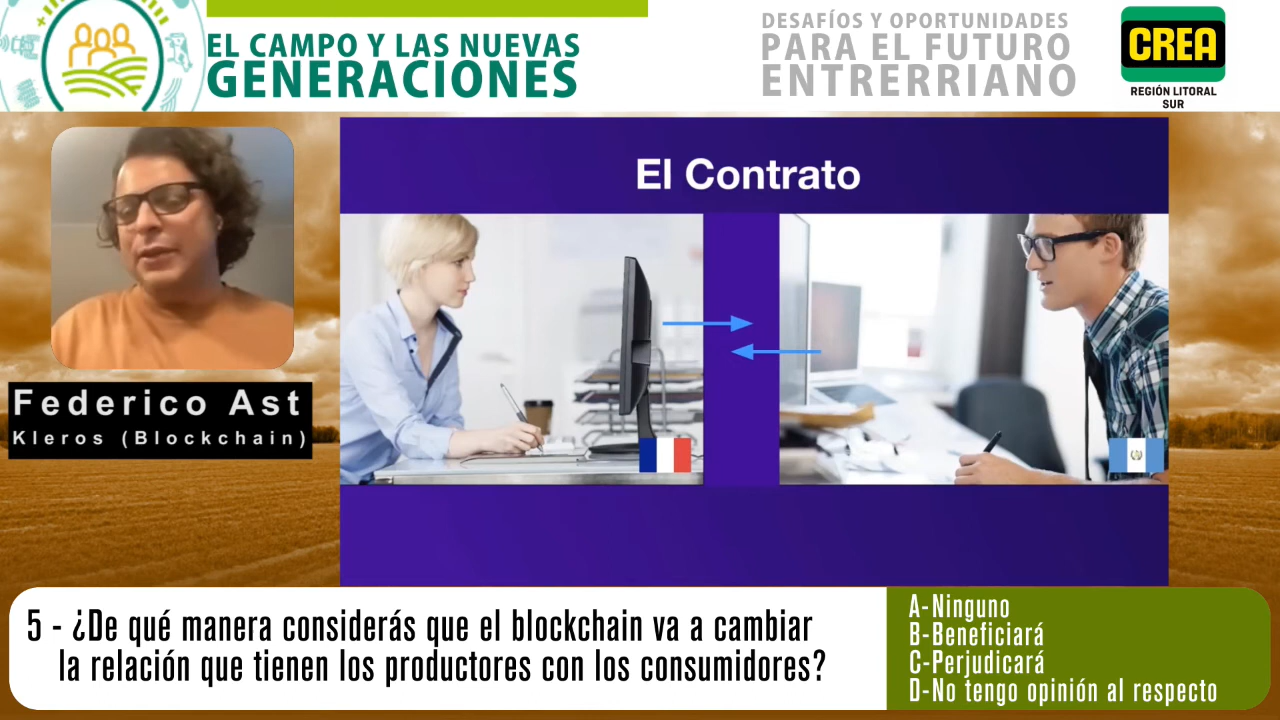 EL CAMPO Y LAS NUEVAS
GENERACIONES
DESAFÍOS Y OPORTUNIDADES
PARA EL FUTURO
ENTRERRIANO
CREA
REGIÓN LITORAL
SUR
El Contrato
Federico Ast
Kleros (Blockchain)
5 - ¿De qué manera considerás que el blockchain va a cambiar
la relación que tienen los productores con los consumidores?
A-Ninguno
B-Beneficiará
C-Perjudicará
D-No tengo opinión al respecto